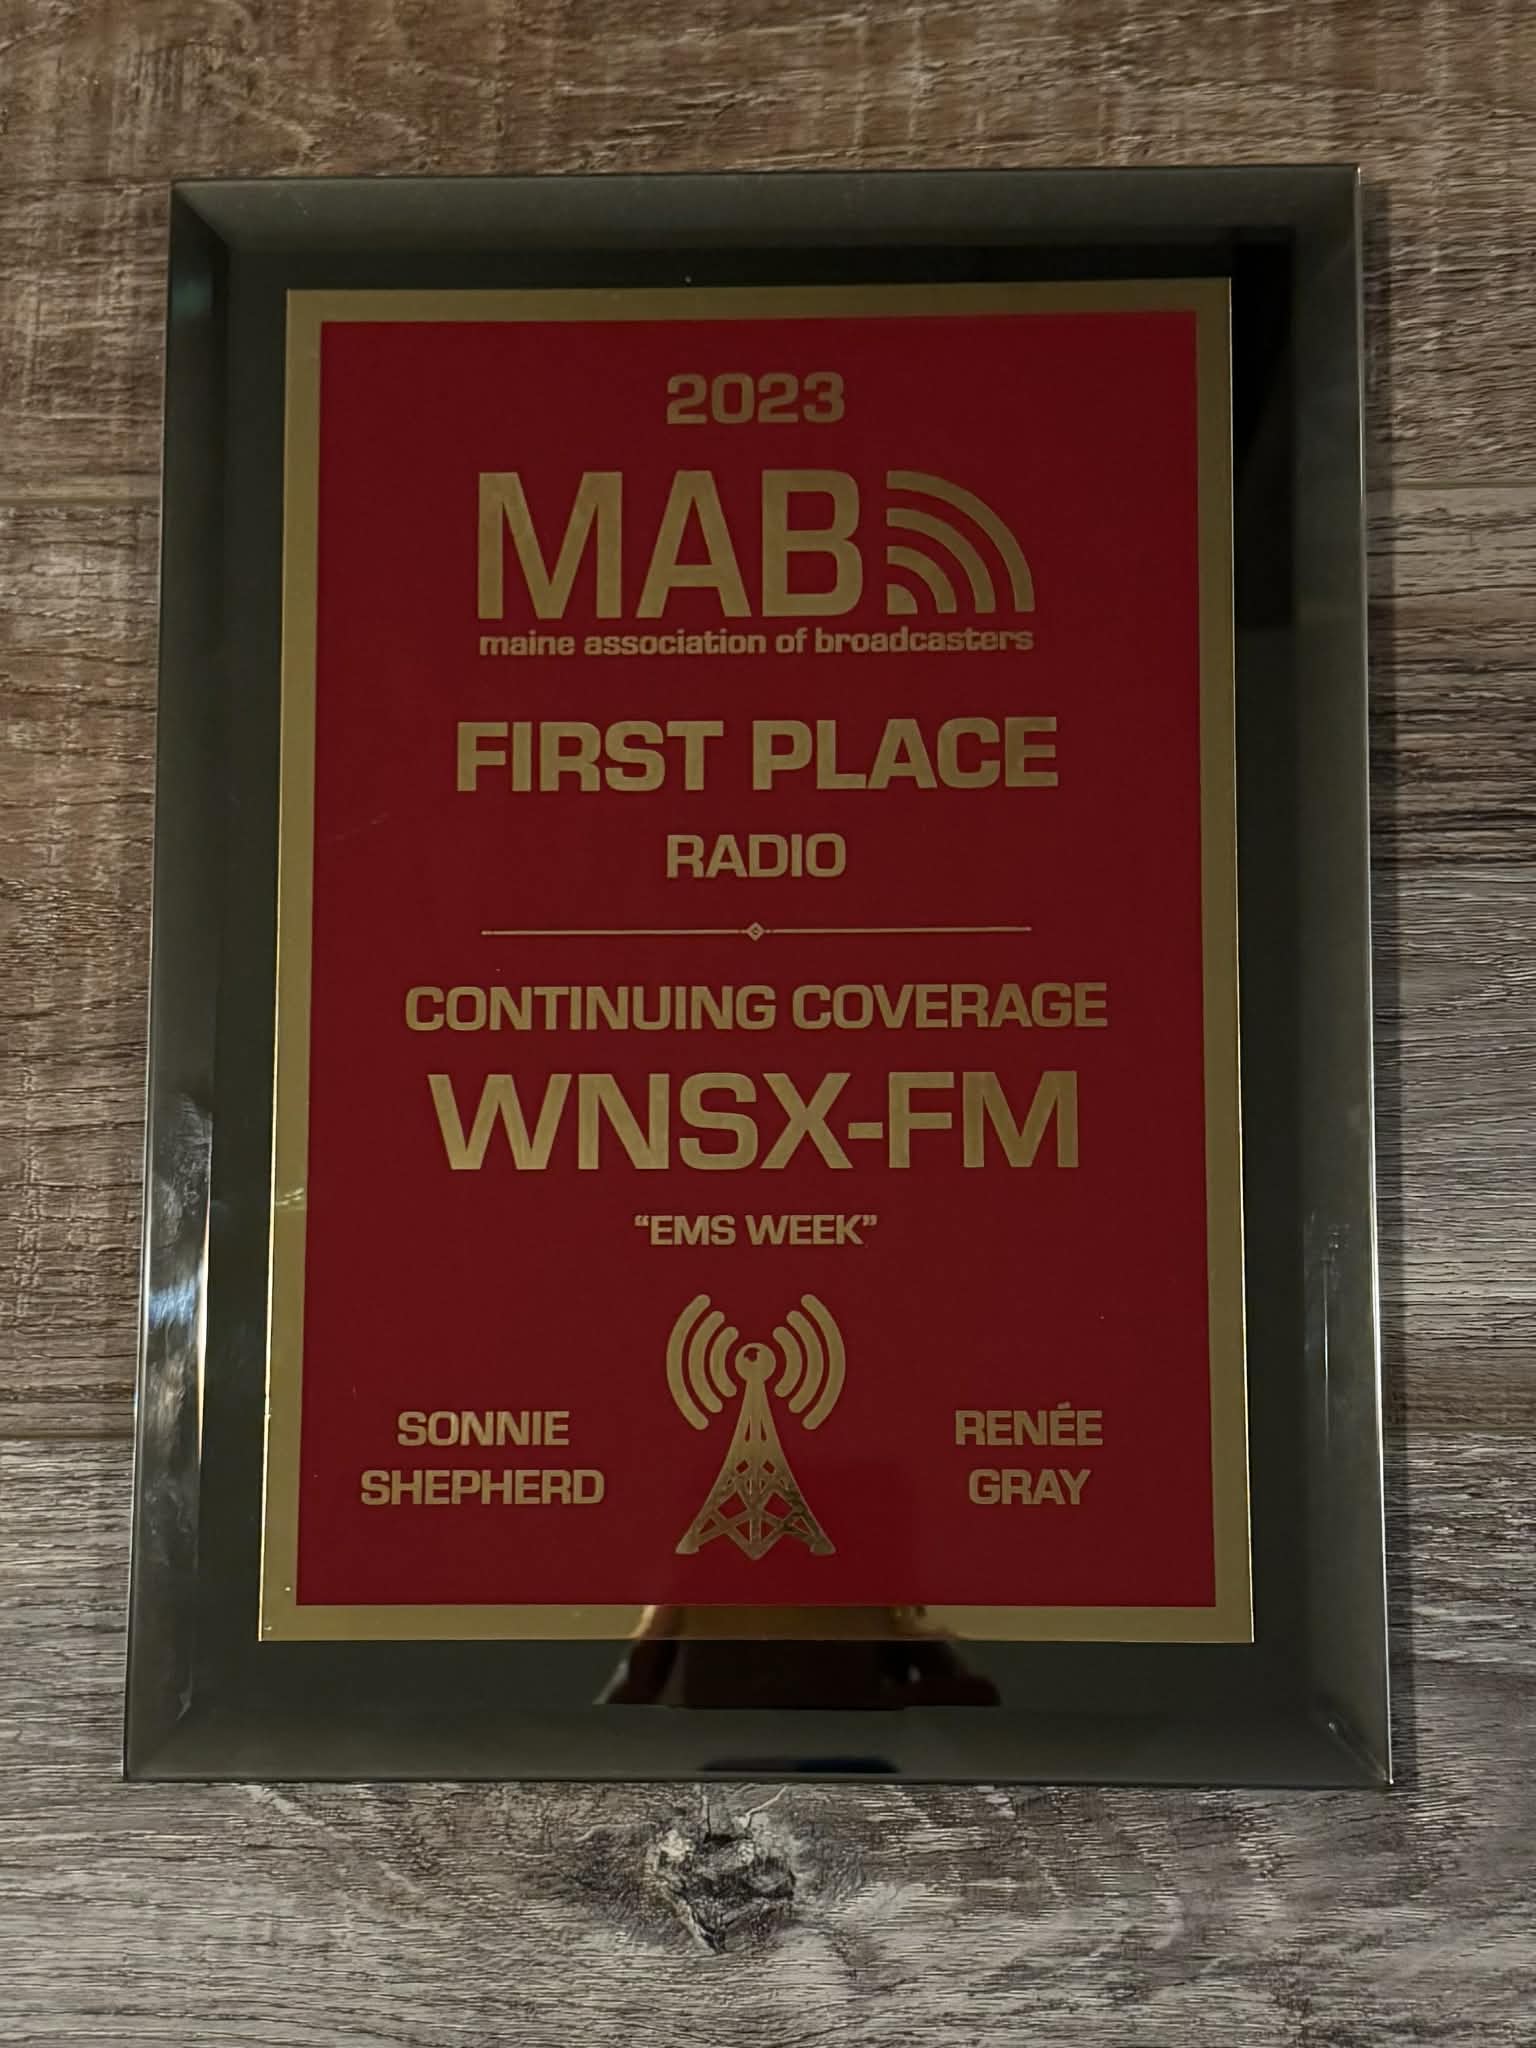 2023
MAB
maine association of broadcasters
FIRST PLACE
RADIO
CONTINUING COVERAGE
WNSX-FM
“EMS WEEK”
SONNIE
SHEPHERD
RENÉE
GRAY